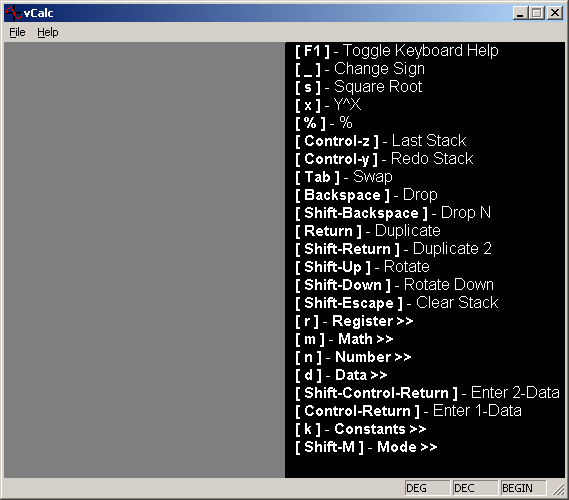 vCalc
File Help
[ F1 ] - Toggle Keyboard Help
[ _ ] - Change Sign
[ s ] - Square Root
[ x ] - Y^X
[ % ] - %
[ Control-z ] - Last Stack
[ Control-y ] - Redo Stack
[ Tab ] - Swap
[ Backspace ] - Drop
[ Shift-Backspace ] - Drop N
[ Return ] - Duplicate
[ Shift-Return ] - Duplicate 2
[ Shift-Up ] - Rotate
[ Shift-Down ] - Rotate Down
[ Shift-Escape ] - Clear Stack
[ r ] - Register >>
[ m ] - Math >>
[ n ] - Number >>
[ d ] - Data >>
[ Shift-Control-Return ] - Enter 2-Data
[ Control-Return ] - Enter 1-Data
[ k ] - Constants >>
[ Shift-M ] - Mode >>
DEG DEC BEGIN